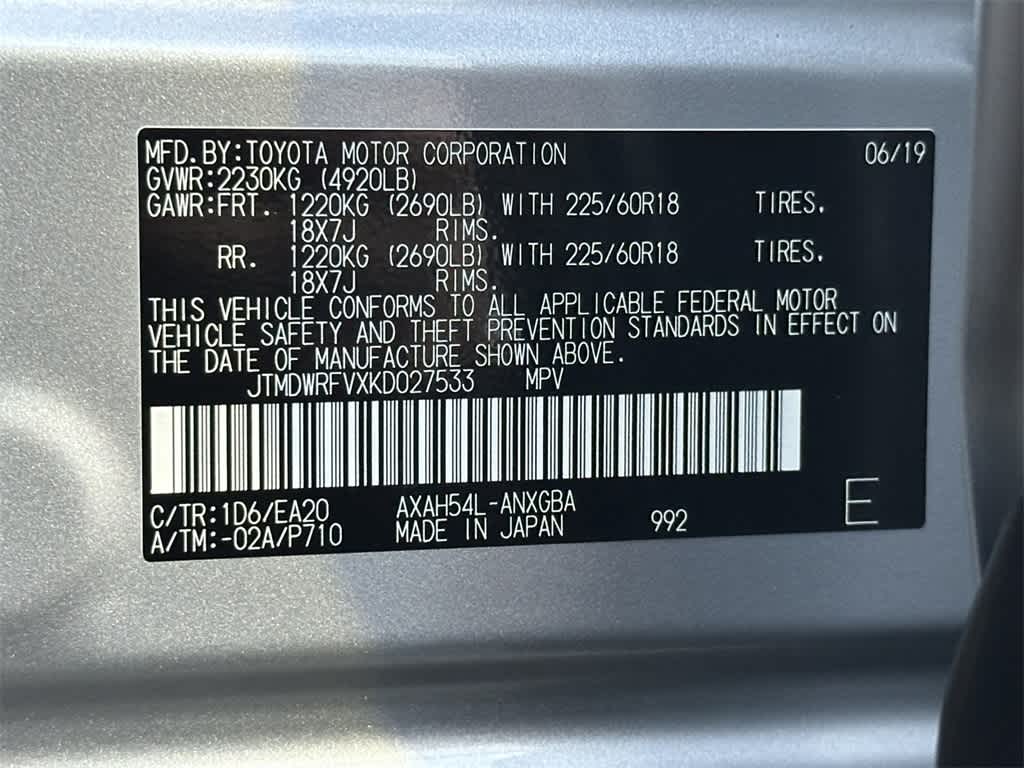 MFD.BY:TOYOTA MOTOR CORPORATION 06/19
GVWR:2230KG (4920LB)
GAWR:FRT. 1220KG (2690LB) WITH 225/60R18 TIRES.
18X7J RIMS.
RR. 1220KG (2690LB) WITH 225/60R18 TIRES.
18X7J RIMS.
THIS VEHICLE CONFORMS TO ALL APPLICABLE FEDERAL MOTOR
VEHICLE SAFETY AND THEFT PREVENTION STANDARDS IN EFFECT ON
THE DATE OF MANUFACTURE SHOWN ABOVE.
JTMDWRFVXKD027533 MPV
C/TR:1D6/EA20 AXAH54L-ANXGBA
A/TM:-02A/P710 MADE IN JAPAN 992 E